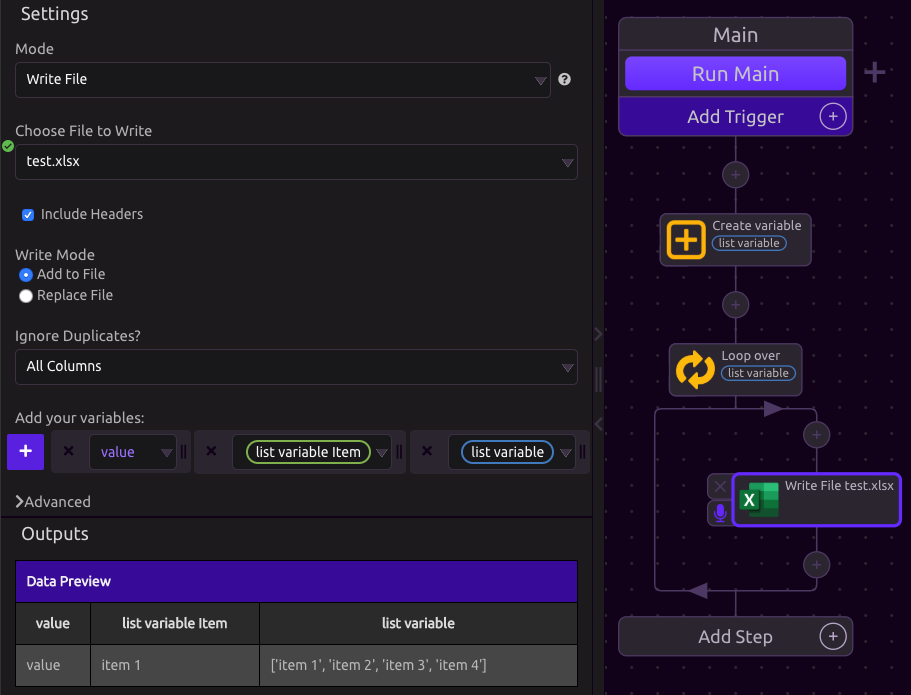 Settings
Mode
Write File
?
Choose File to Write
test.xlsx
Include Headers
Write Mode
Add to File
Replace File
Ignore Duplicates?
All Columns
Add your variables:
+ × value × list variable Item × list variable
Advanced
Outputs
Data Preview
value list variable Item list variable
value item 1 ['item 1', 'item 2', 'item 3', 'item 4']
Main
Run Main
Add Trigger
Create variable
list variable
Loop over
list variable
X Write File test.xlsx
Add Step